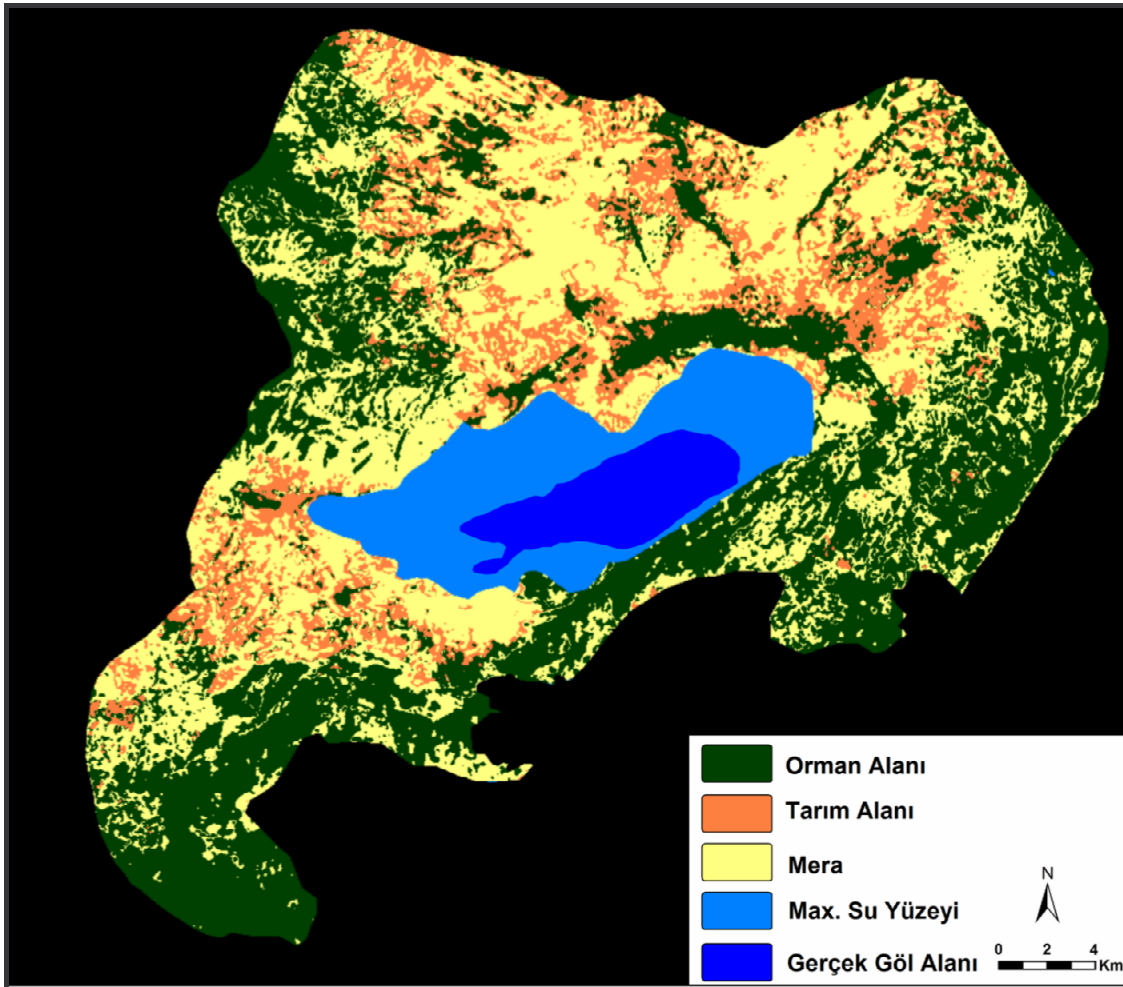 Orman Alanı
Tarım Alanı
Mera
Max. Su Yüzeyi
Gerçek Göl Alanı
N
0 2 4
Km